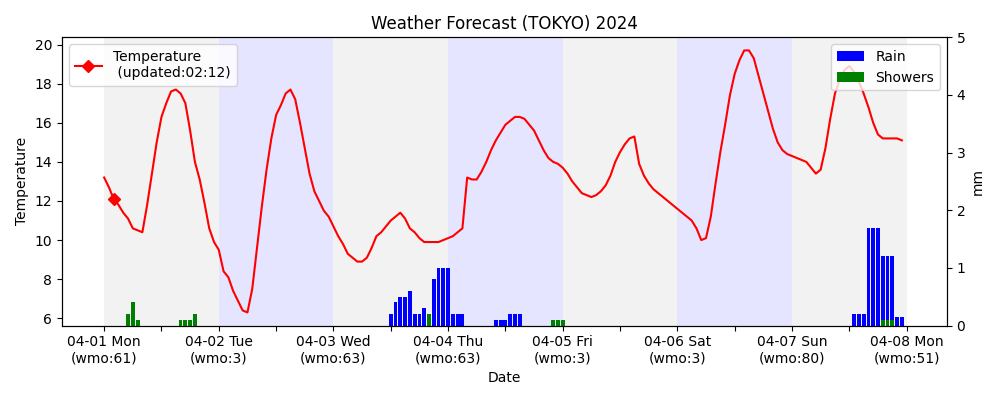 Weather Forecast (TOKYO) 2024
Temperature
(updated:02:12)
Rain
Showers
20
18
16
14
12
10
8
6
Temperature
5
4
3
2
1
0
mm
04-01 Mon 04-02 Tue 04-03 Wed 04-04 Thu 04-05 Fri 04-06 Sat 04-07 Sun 04-08 Mon
(wmo:61) (wmo:3) (wmo:63) (wmo:63) (wmo:3) (wmo:3) (wmo:80) (wmo:51)
Date